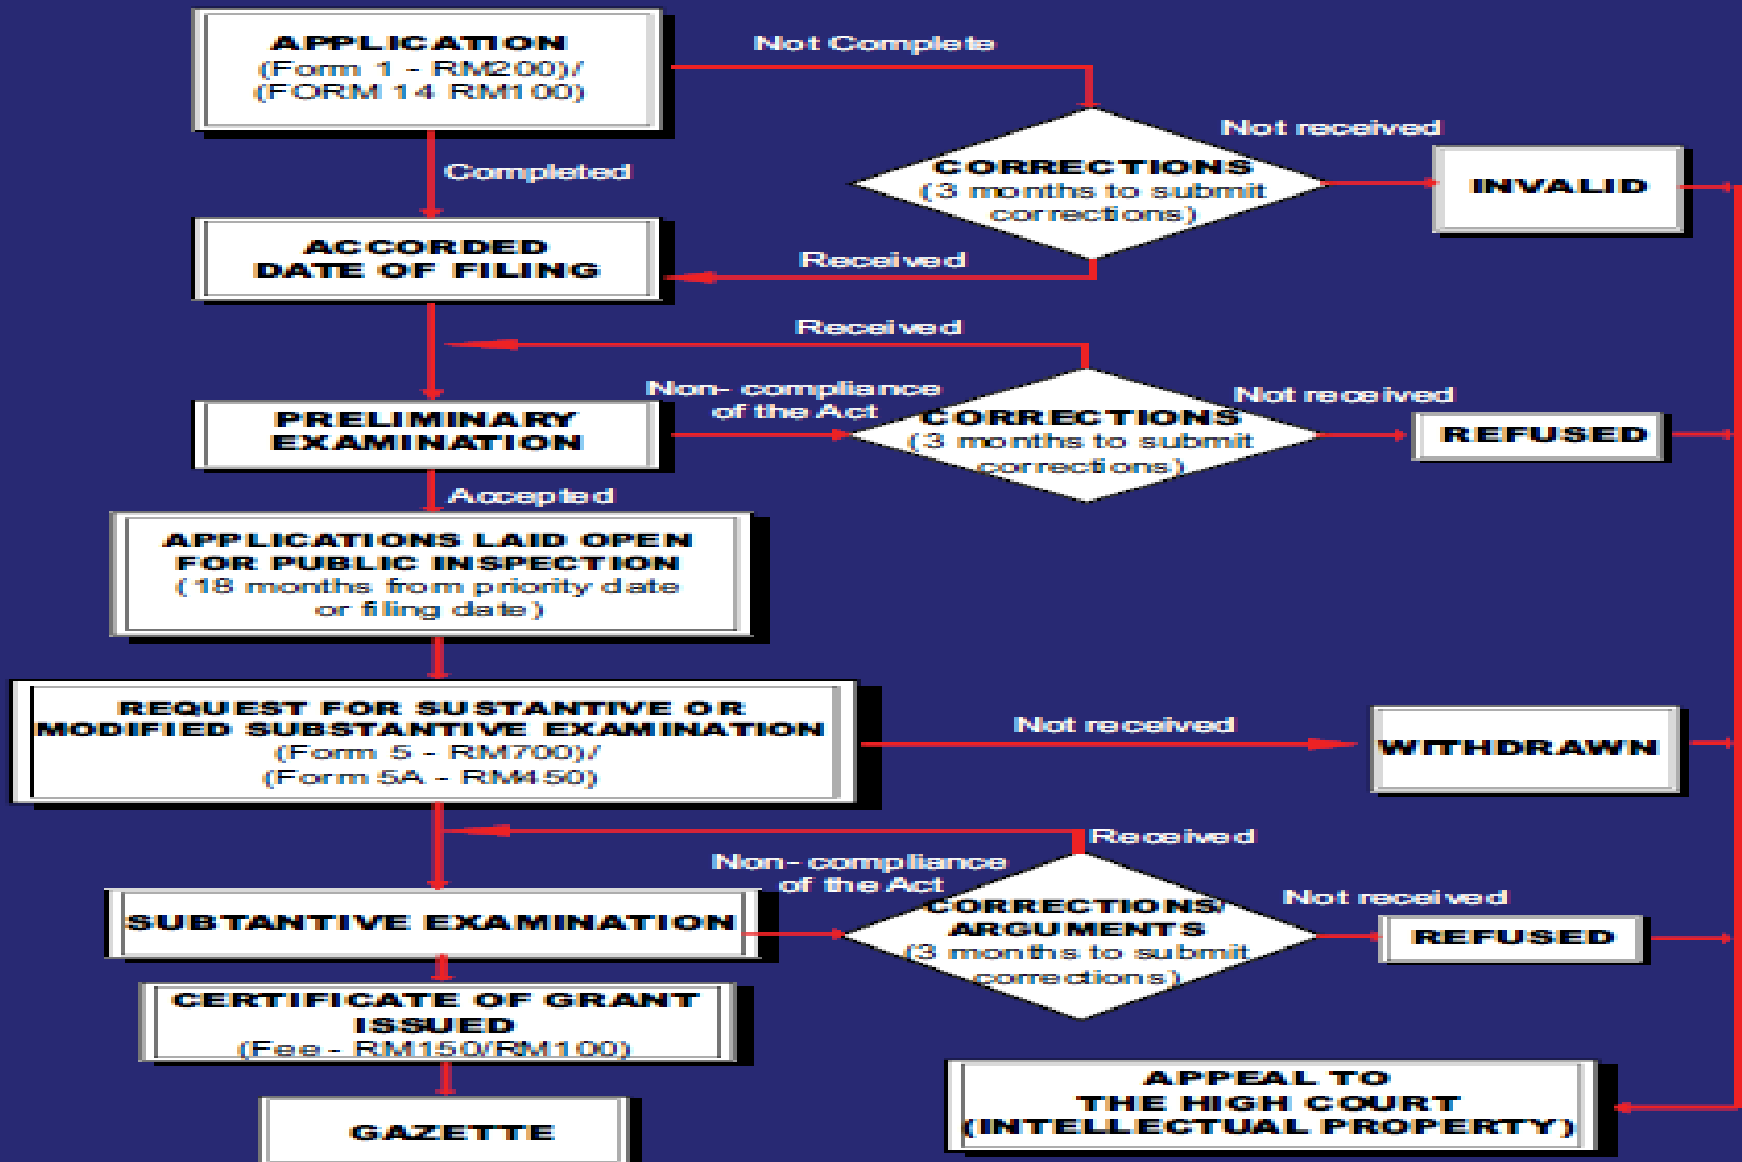 APPLICATION
(Form 1 - RM200)/
(FORM 14 RM100)
Not Complete
Not received
CORRECTIONS
(3 months to submit
corrections)
INVALID
Completed
ACCORDED
DATE OF FILING
Received
Received
Non- compliance
of the Act
Not received
PRELIMINARY
EXAMINATION
CORRECTIONS
(3 months to submit
corrections)
REFUSED
Accepted
APPLICATIONS LAID OPEN
FOR PUBLIC INSPECTION
(18 months from priority date
or filing date)
REQUEST FOR SUSTANTIVE OR
MODIFIED SUBSTANTIVE EXAMINATION
(Form 5 - RM700)/
(Form 5A - RM450)
Not received
WITHDRAWN
Received
Non- compliance
of the Act
Not received
SUBTANTIVE EXAMINATION
CORRECTIONS/
ARGUMENTS
(3 months to submit
corrections)
REFUSED
CERTIFICATE OF GRANT
ISSUED
(Fee - RM150/RM100)
APPEAL TO
THE HIGH COURT
(INTELLECTUAL PROPERTY)
GAZETTE